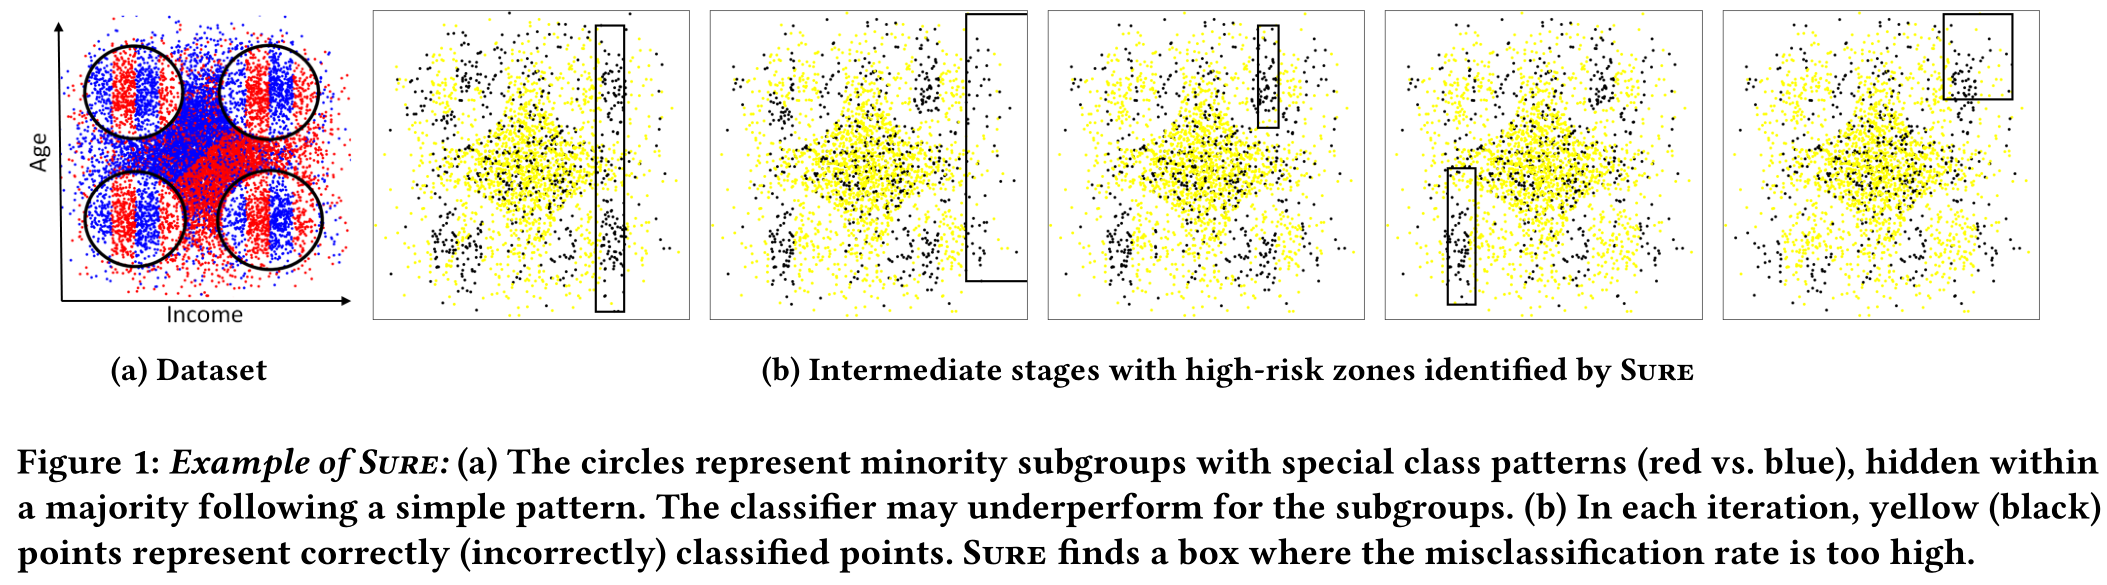 Age
Income
(a) Dataset
(b) Intermediate stages with high-risk zones identified by SURE
Figure 1: Example of SURE: (a) The circles represent minority subgroups with special class patterns (red vs. blue), hidden within
a majority following a simple pattern. The classifier may underperform for the subgroups. (b) In each iteration, yellow (black)
points represent correctly (incorrectly) classified points. SURE finds a box where the misclassification rate is too high.